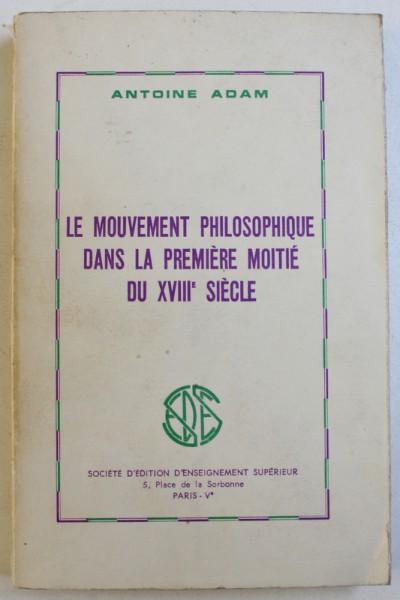 ANTOINE ADAM
LE MOUVEMENT PHILOSOPHIQUE
DANS LA PREMIÈRE MOITIÉ
DU XVIIIᵉ SIÈCLE
SEDES
SOCIÉTÉ D'ÉDITION D'ENSEIGNEMENT SUPÉRIEUR
5, Place de la Sorbonne
PARIS - Vᵉ